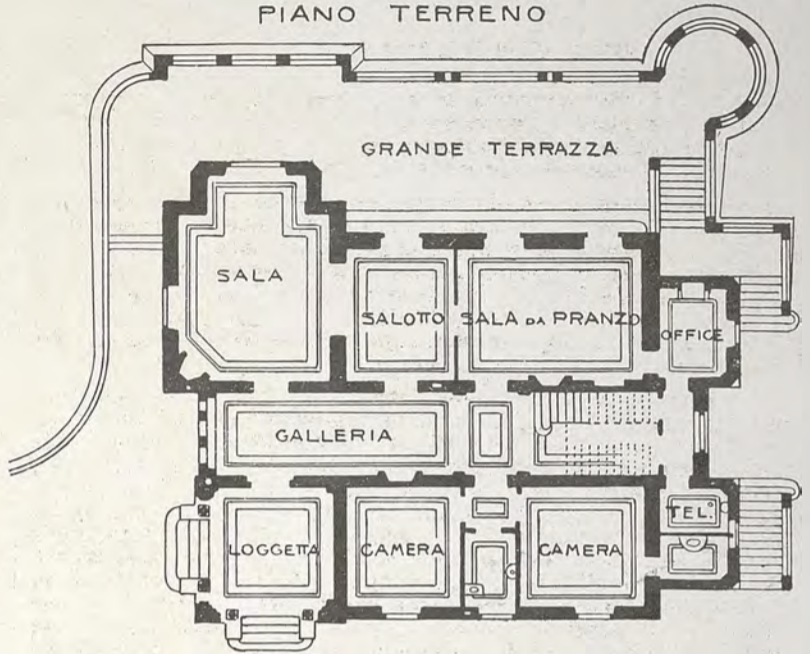 PIANO TERRENO
GRANDE TERRAZZA
SALA
SALOTTO
SALA DA PRANZO
OFFICE
GALLERIA
TEL.
LOGGETTA
CAMERA
CAMERA